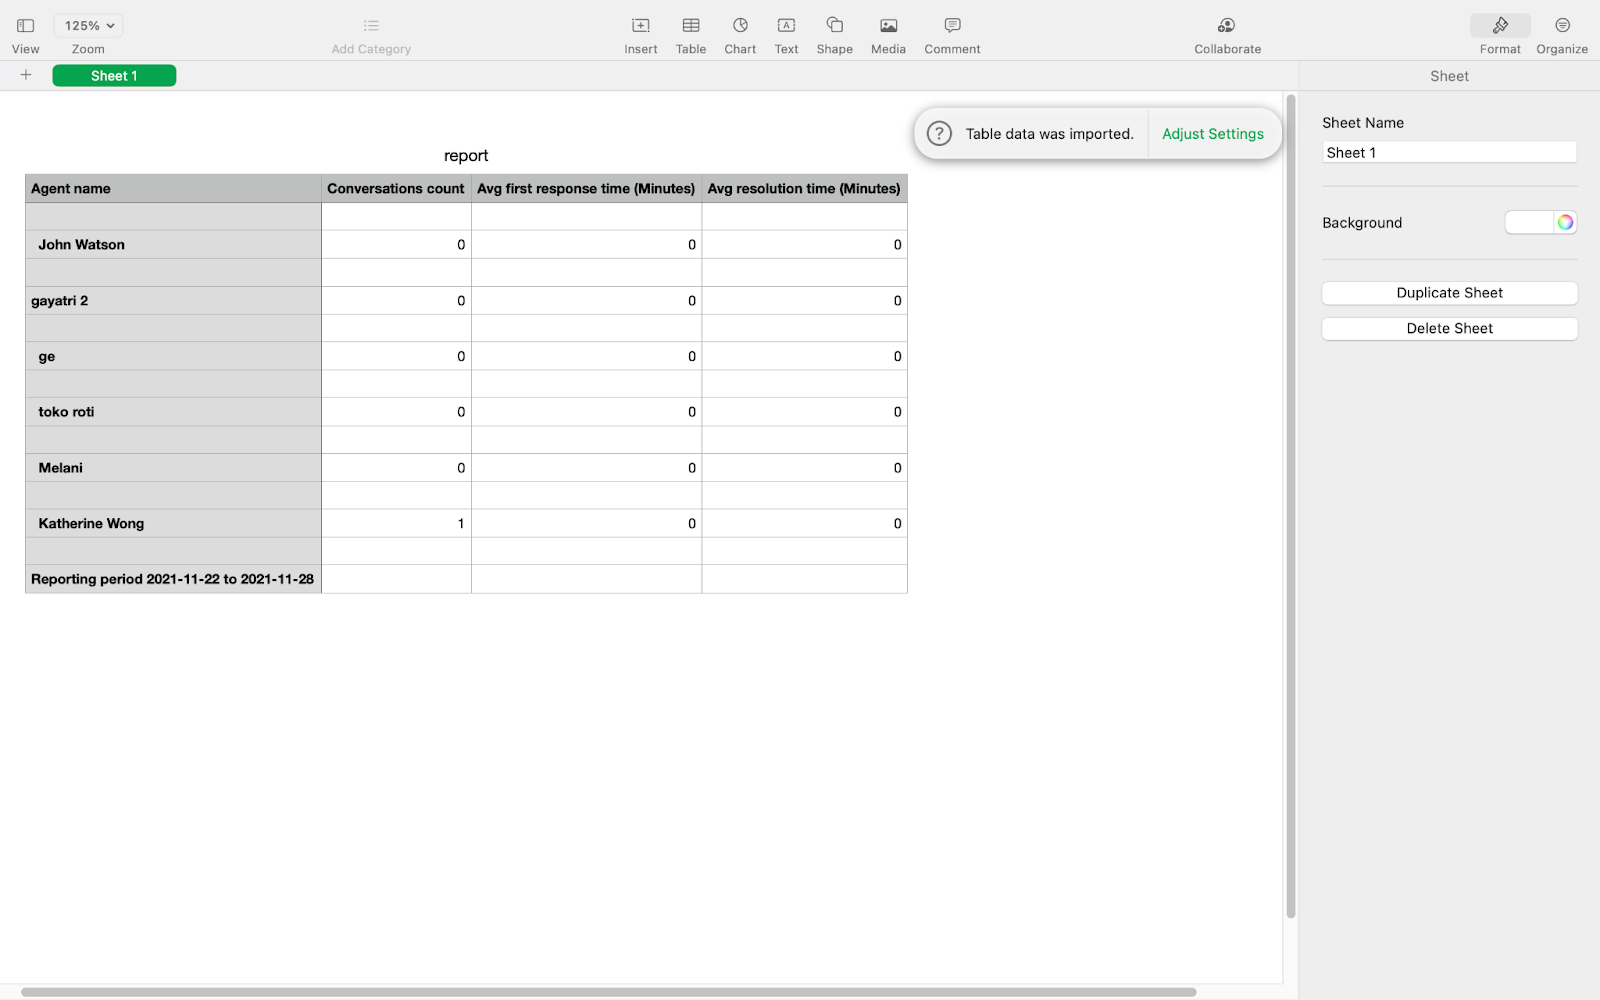 125%
View
Zoom
Add Category
Insert
Table
Chart
Text
Shape
Media
Comment
Collaborate
Format
Organize
Sheet 1
Sheet
Table data was imported.
Adjust Settings
report
Agent name Conversations count Avg first response time (Minutes) Avg resolution time (Minutes)
John Watson 0 0 0
gayatri 2 0 0 0
ge 0 0 0
toko roti 0 0 0
Melani 0 0 0
Katherine Wong 1 0 0
Reporting period 2021-11-22 to 2021-11-28
Sheet Name
Sheet 1
Background
Duplicate Sheet
Delete Sheet